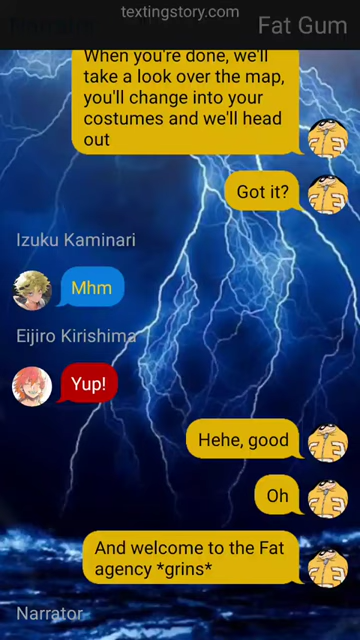 textingstory.com
Fat Gum
When you're done, we'll
take a look over the map,
you'll change into your
costumes and we'll head
out
Got it?
Izuku Kaminari
Mhm
Eijiro Kirishima
Yup!
Hehe, good
Oh
And welcome to the Fat
agency *grins*
Narrator